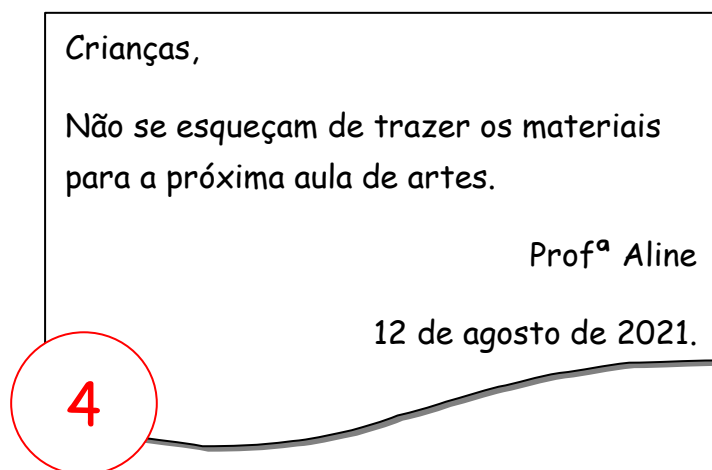 Crianças,
Não se esqueçam de trazer os materiais
para a próxima aula de artes.
Profª Aline
12 de agosto de 2021.
4